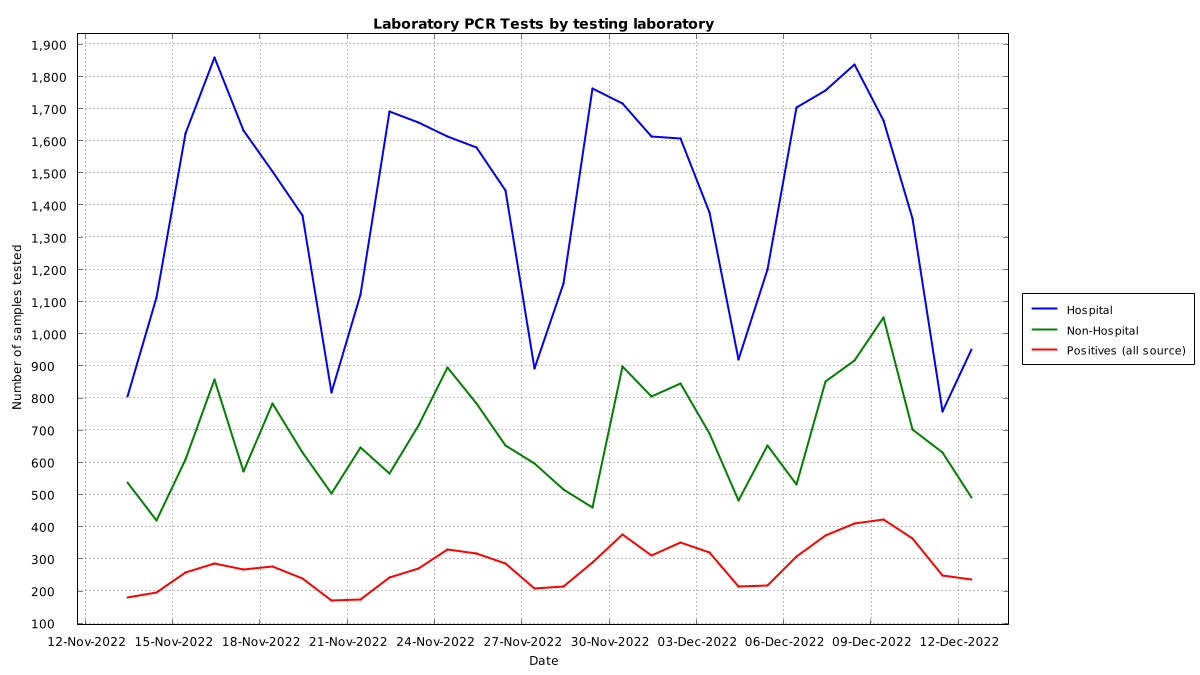 Laboratory PCR Tests by testing laboratory
1,900
1,800
1,700
1,600
1,500
1,400
1,300
1,200
1,100
1,000
900
800
700
600
500
400
300
200
100
Number of samples tested
12-Nov-2022 15-Nov-2022 18-Nov-2022 21-Nov-2022 24-Nov-2022 27-Nov-2022 30-Nov-2022 03-Dec-2022 06-Dec-2022 09-Dec-2022 12-Dec-2022
Date
Hospital
Non-Hospital
Positives (all source)